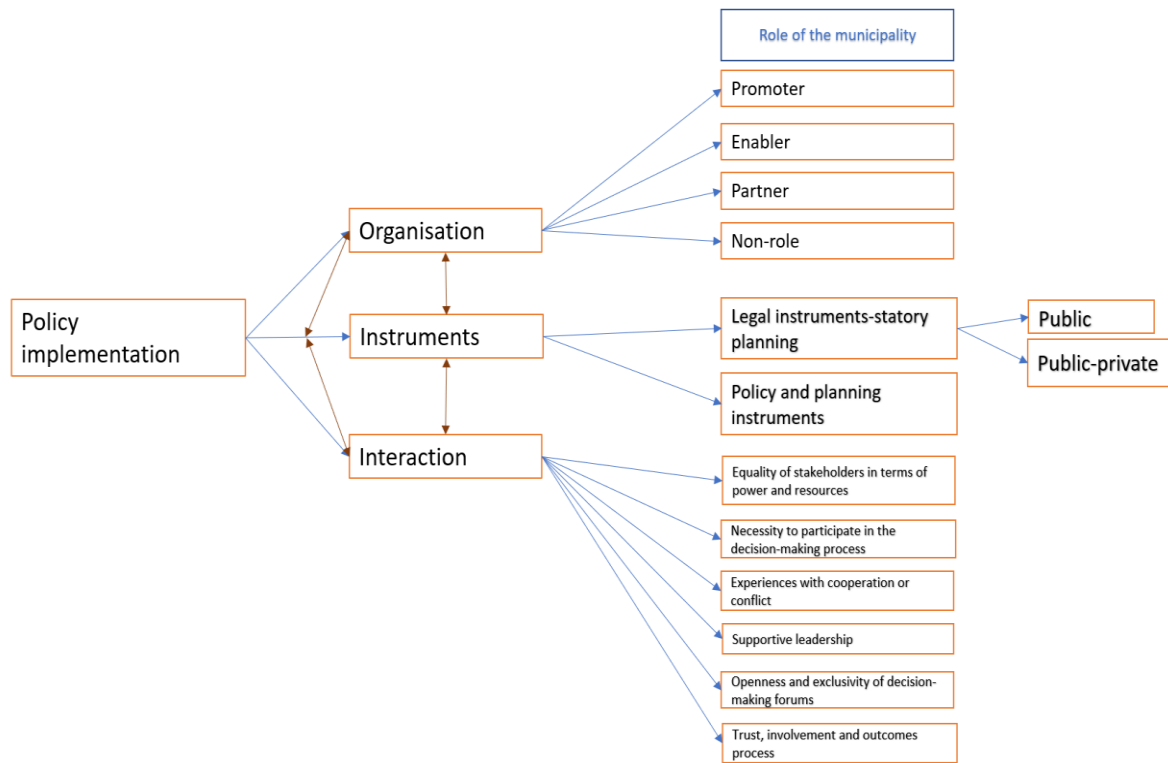 Role of the municipality
Promoter
Enabler
Partner
Non-role
Organisation
Policy
implementation
Instruments
Interaction
Legal instruments-statory
planning
Public
Public-private
Policy and planning
instruments
Equality of stakeholders in terms of
power and resources
Necessity to participate in the
decision-making process
Experiences with cooperation or
conflict
Supportive leadership
Openness and exclusivity of decision-
making forums
Trust, involvement and outcomes
process